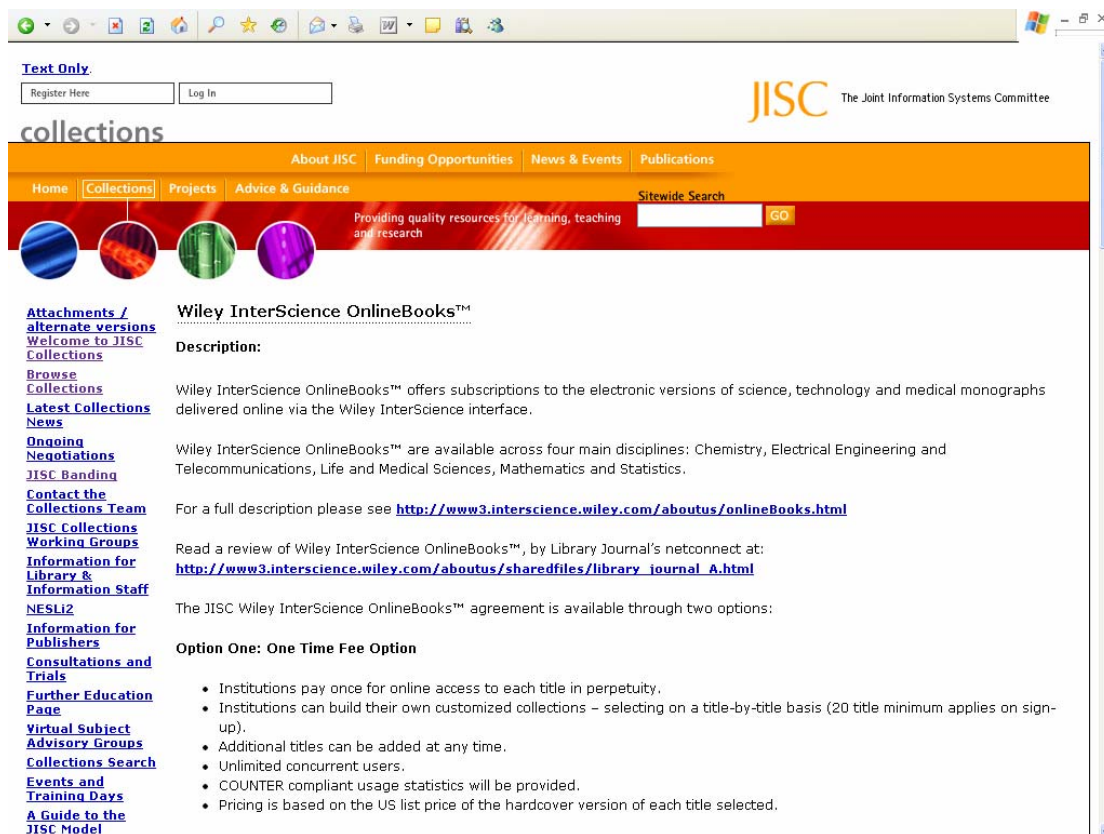 Text Only.
Register Here
Log In
JISC The Joint Information Systems Committee
collections
About JISC Funding Opportunities News & Events Publications
Home Collections Projects Advice & Guidance
Sitewide Search
Providing quality resources for learning, teaching
and research
GO
Attachments /
alternate versions
Welcome to JISC
Collections
Browse
Collections
Latest Collections
News
Ongoing
Negotiations
JISC Banding
Contact the
Collections Team
JISC Collections
Working Groups
Information for
Library &
Information Staff
NESLi2
Information for
Publishers
Consultations and
Trials
Further Education
Page
Virtual Subject
Advisory Groups
Collections Search
Events and
Training Days
A Guide to the
JISC Model
Wiley InterScience OnlineBooks™
Description:
Wiley InterScience OnlineBooks™ offers subscriptions to the electronic versions of science, technology and medical monographs
delivered online via the Wiley InterScience interface.
Wiley InterScience OnlineBooks™ are available across four main disciplines: Chemistry, Electrical Engineering and
Telecommunications, Life and Medical Sciences, Mathematics and Statistics.
For a full description please see http://www3.interscience.wiley.com/aboutus/onlineBooks.html
Read a review of Wiley InterScience OnlineBooks™, by Library Journal's netconnect at:
http://www3.interscience.wiley.com/aboutus/sharedfiles/library_journal_A.html
The JISC Wiley InterScience OnlineBooks™ agreement is available through two options:
Option One: One Time Fee Option
• Institutions pay once for online access to each title in perpetuity.
• Institutions can build their own customized collections – selecting on a title-by-title basis (20 title minimum applies on sign-
up).
• Additional titles can be added at any time.
• Unlimited concurrent users.
• COUNTER compliant usage statistics will be provided.
• Pricing is based on the US list price of the hardcover version of each title selected.